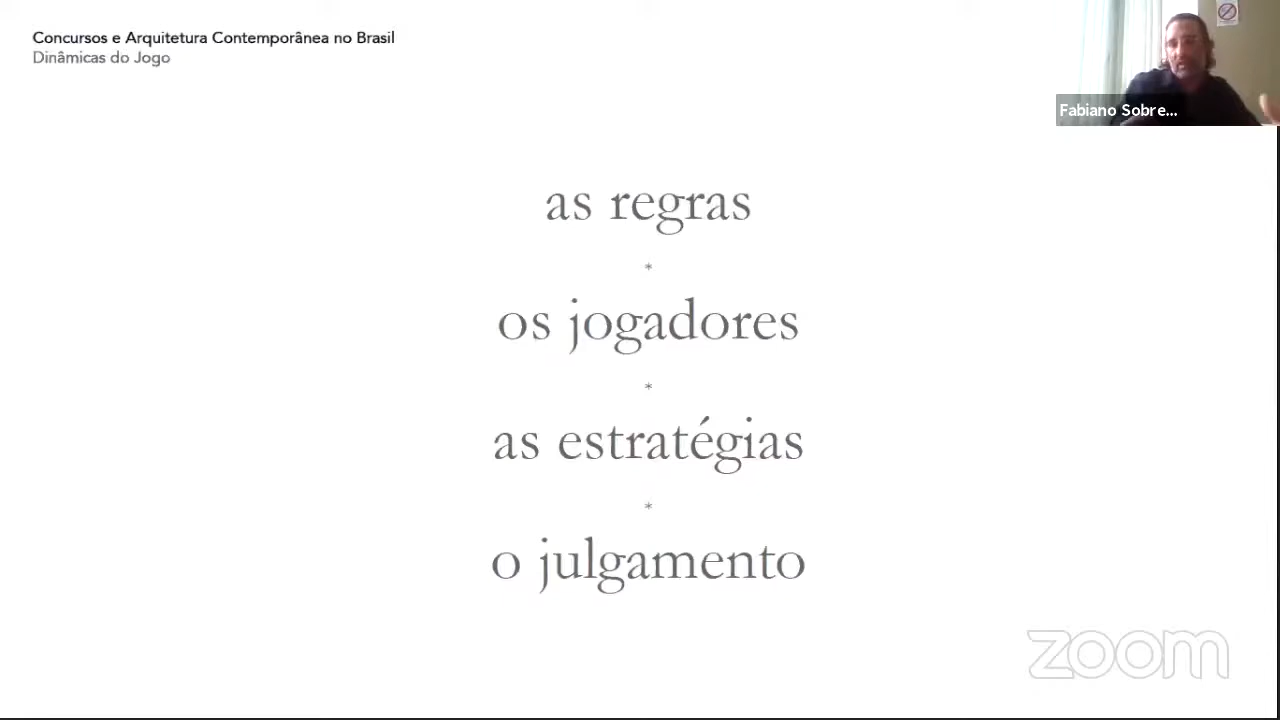 Concursos e Arquitetura Contemporânea no Brasil
Dinâmicas do Jogo
Fabiano Sobre...
as regras
*
os jogadores
*
as estratégias
*
o julgamento
zoom